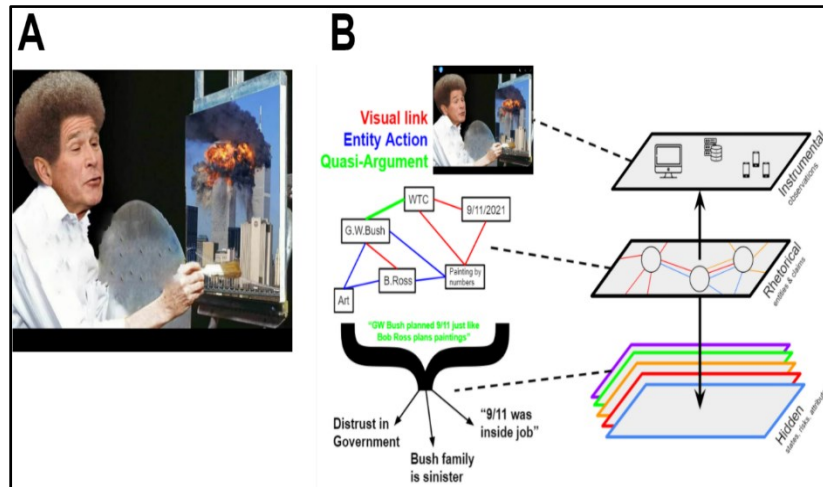 A
B
Visual link
Entity Action
Quasi-Argument
WTC
9/11/2021
G.W.Bush
B.Ross
Painting by
numbers
Art
"GW Bush planned 9/11 just like
Bob Ross plans paintings"
Distrust in
Government
Bush family
is sinister
"9/11 was
inside job"
Instrumental
observations
Rhetorical
entities & claims
Hidden
states, risks,